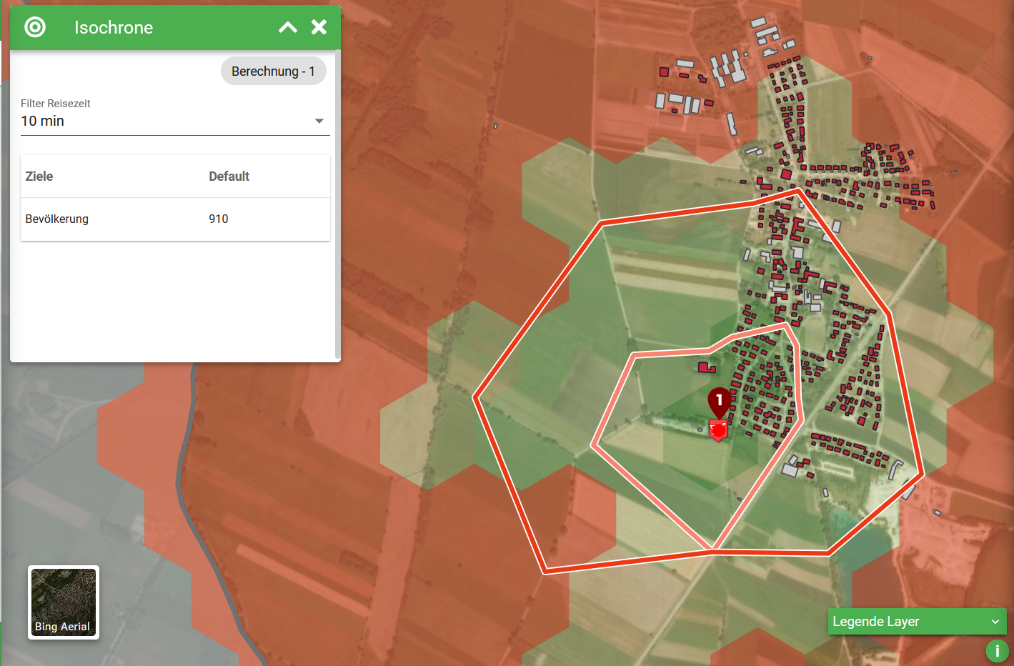 Isochrone
Berechnung - 1
Filter Reisezeit
10 min
Ziele Default
Bevölkerung 910
1
Bing Aerial
Legende Layer
i